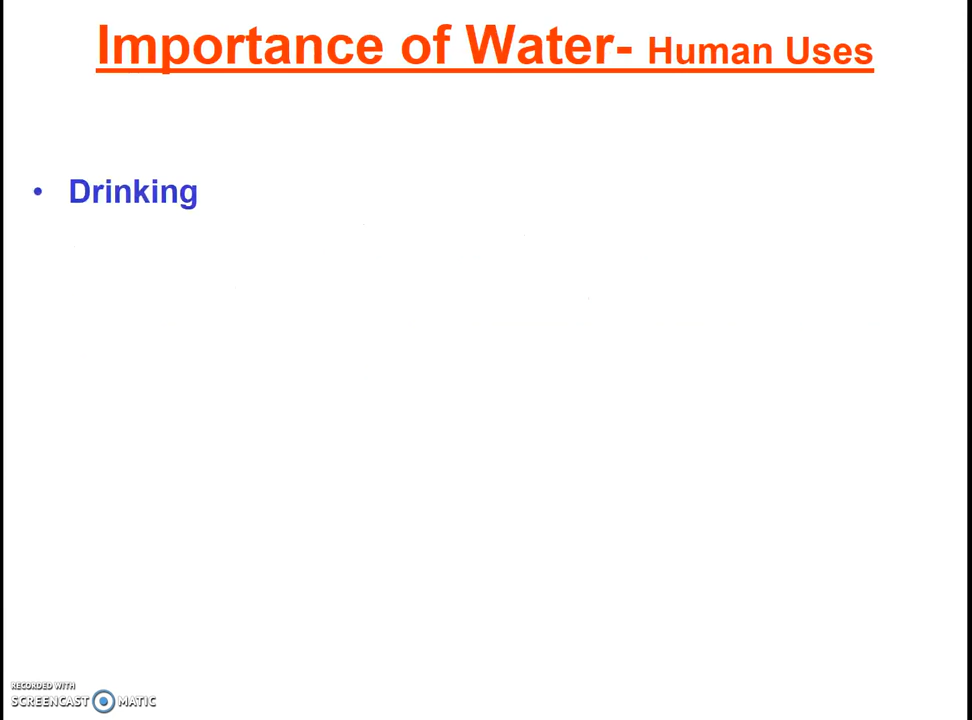 Importance of Water- Human Uses
• Drinking
RECORDED WITH
SCREENCAST MATIC